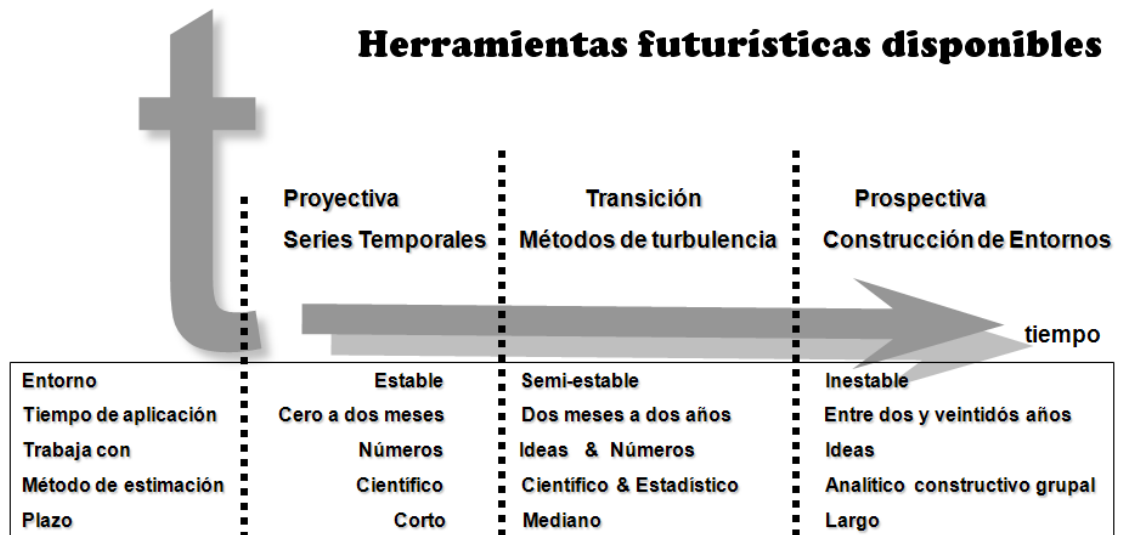 Herramientas futurísticas disponibles
t
Proyectiva Transición Prospectiva
Series Temporales Métodos de turbulencia Construcción de Entornos
tiempo
Entorno Estable Semi-estable Inestable
Tiempo de aplicación Cero a dos meses Dos meses a dos años Entre dos y veintidós años
Trabaja con Números Ideas & Números Ideas
Método de estimación Científico Científico & Estadístico Analítico constructivo grupal
Plazo Corto Mediano Largo